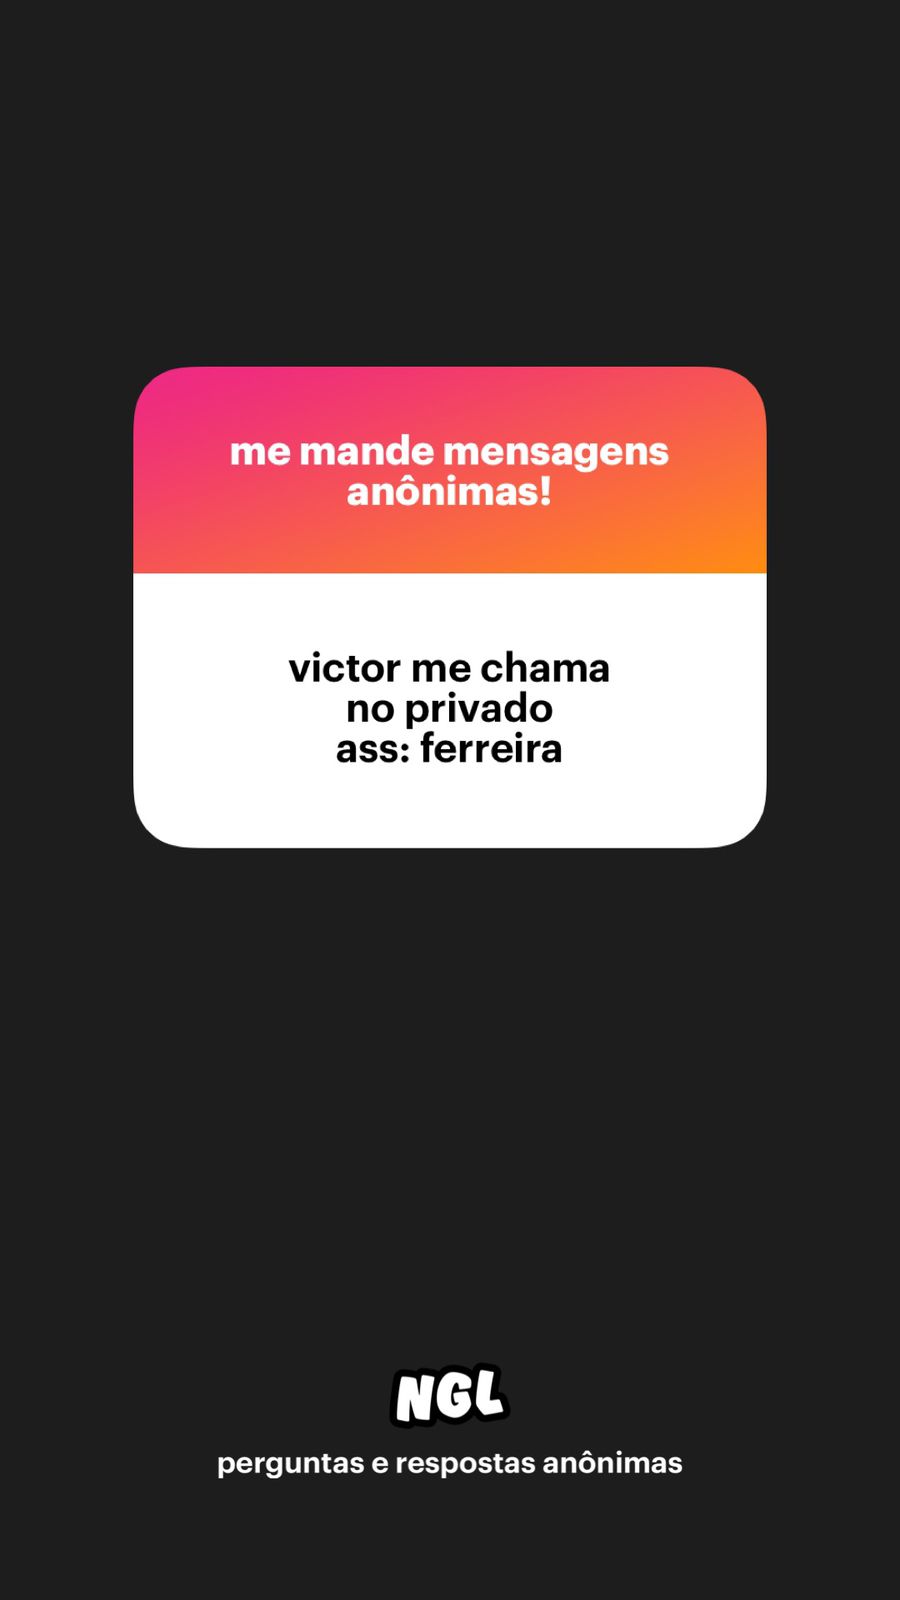 me mande mensagens
anônimas!
victor me chama
no privado
ass: ferreira
NGL
perguntas e respostas anônimas